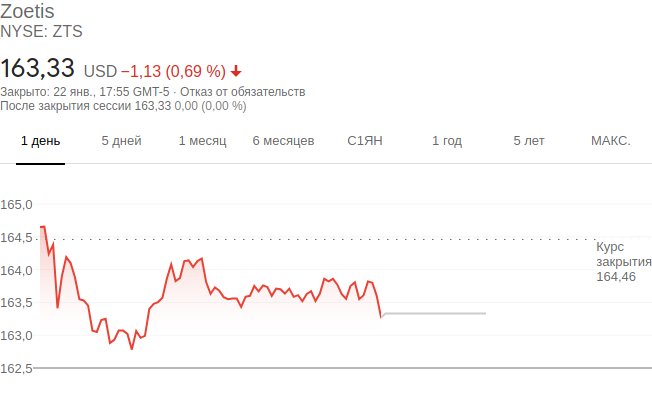 Zoetis
NYSE: ZTS
163,33 USD −1,13 (0,69 %)
Закрыто: 22 янв., 17:55 GMT-5 · Отказ от обязательств
После закрытия сессии 163,33 0,00 (0,00 %)
1 день 5 дней 1 месяц 6 месяцев С1ЯН 1 год 5 лет МАКС.
165,0
164,5
Курс
закрытия
164,46
164,0
163,5
163,0
162,5